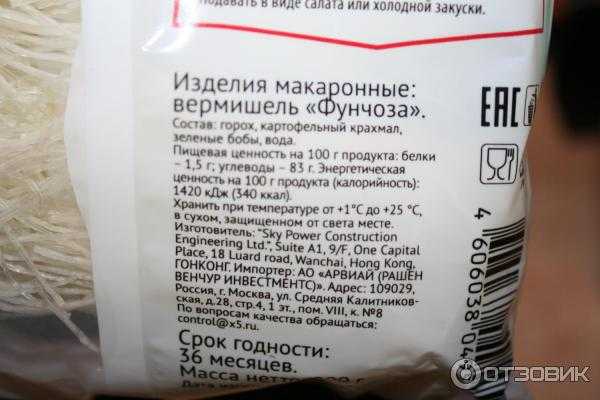 подавать в виде салата или холодной закуски.
Изделия макаронные:
вермишель «Фунчоза».
Состав: горох, картофельный крахмал,
зеленые бобы, вода.
Пищевая ценность на 100 г продукта: белки
– 1,5 г; углеводы – 83 г. Энергетическая
ценность на 100 г продукта (калорийность):
1420 кДж (340 ккал).
Хранить при температуре от +1°С до +25 °С,
в сухом, защищенном от света месте.
Изготовитель: "Sky Power Construction
Engineering Ltd.", Suite A1, 9/F, One Capital
Place, 18 Luard road, Wanchai, Hong Kong,
ГОНКОНГ. Импортер: АО «АРВИАЙ (РАШЕН
ВЕНЧУР ИНВЕСТМЕНТС)». Адрес: 109029,
Россия, г. Москва, ул. Средняя Калитников-
ская, д.28, стр.4, 1 эт., пом. VIII, к. №8
По вопросам качества обращаться:
control@x5.ru.
Срок годности:
36 месяцев.
Масса нетто:
ЕАС
4 606038 04
ОТЗОВИК